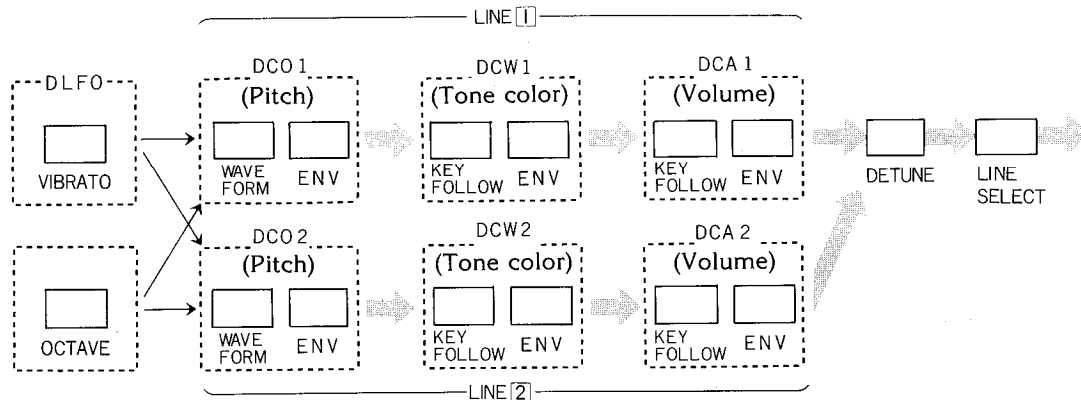 LINE 1
DLFO
VIBRATO
DCO 1
(Pitch)
WAVE
FORM
ENV
DCW 1
(Tone color)
KEY
FOLLOW
ENV
DCA 1
(Volume)
KEY
FOLLOW
ENV
DETUNE
LINE
SELECT
OCTAVE
DCO 2
(Pitch)
WAVE
FORM
ENV
DCW 2
(Tone color)
KEY
FOLLOW
ENV
DCA 2
(Volume)
KEY
FOLLOW
ENV
LINE 2